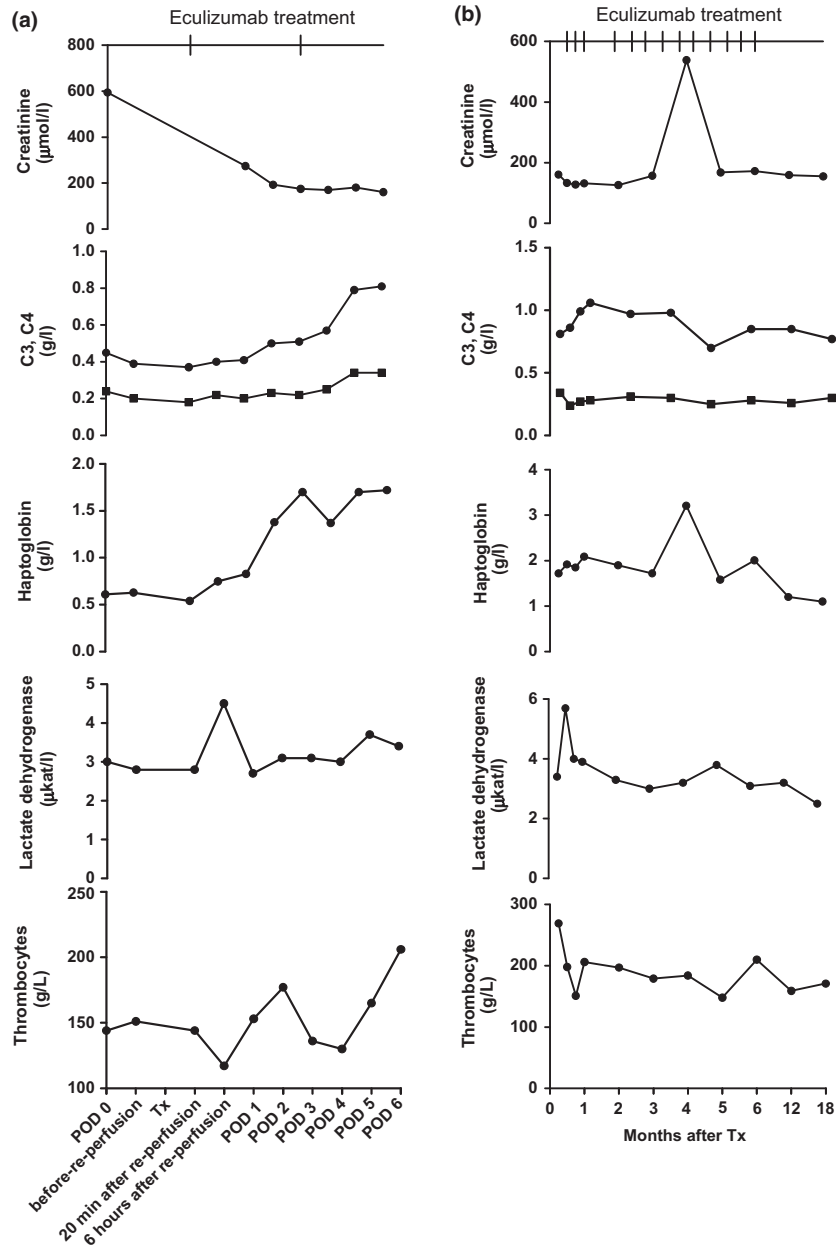 (a)
Eculizumab treatment
800
600
400
200
0
Creatinine
(µmol/l)
1.0
0.8
0.6
0.4
0.2
0.0
C3, C4
(g/l)
2.0
1.5
1.0
0.5
0.0
Haptoglobin
(g/l)
5
4
3
2
1
0
Lactate dehydrogenase
(µkat/l)
250
200
150
100
Thrombocytes
(g/L)
POD 0
before-re-perfusion
Tx
20 min after re-perfusion
6 hours after re-perfusion
POD 1
POD 2
POD 3
POD 4
POD 5
POD 6
(b)
Eculizumab treatment
600
400
200
0
Creatinine
(µmol/l)
1.5
1.0
0.5
0.0
C3, C4
(g/l)
4
3
2
1
0
Haptoglobin
(g/l)
6
4
2
0
Lactate dehydrogenase
(µkat/l)
300
200
100
0
Thrombocytes
(g/L)
0 1 2 3 4 5 6 12 18
Months after Tx